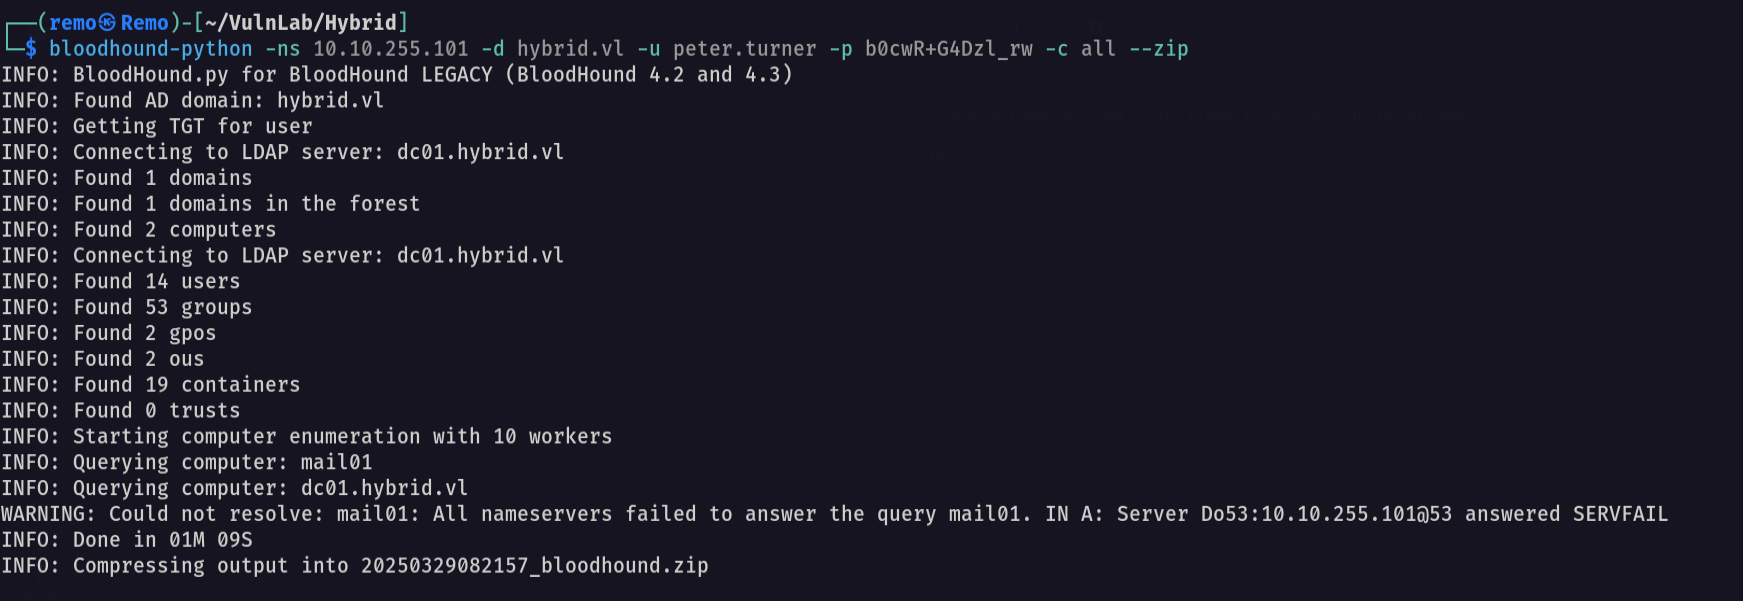 ┌──(remo㉿Remo)-[~/VulnLab/Hybrid]
└─$ bloodhound-python -ns 10.10.255.101 -d hybrid.vl -u peter.turner -p b0cwR+G4Dzl_rw -c all --zip
INFO: BloodHound.py for BloodHound LEGACY (BloodHound 4.2 and 4.3)
INFO: Found AD domain: hybrid.vl
INFO: Getting TGT for user
INFO: Connecting to LDAP server: dc01.hybrid.vl
INFO: Found 1 domains
INFO: Found 1 domains in the forest
INFO: Found 2 computers
INFO: Connecting to LDAP server: dc01.hybrid.vl
INFO: Found 14 users
INFO: Found 53 groups
INFO: Found 2 gpos
INFO: Found 2 ous
INFO: Found 19 containers
INFO: Found 0 trusts
INFO: Starting computer enumeration with 10 workers
INFO: Querying computer: mail01
INFO: Querying computer: dc01.hybrid.vl
WARNING: Could not resolve: mail01: All nameservers failed to answer the query mail01. IN A: Server Do53:10.10.255.101@53 answered SERVFAIL
INFO: Done in 01M 09S
INFO: Compressing output into 20250329082157_bloodhound.zip